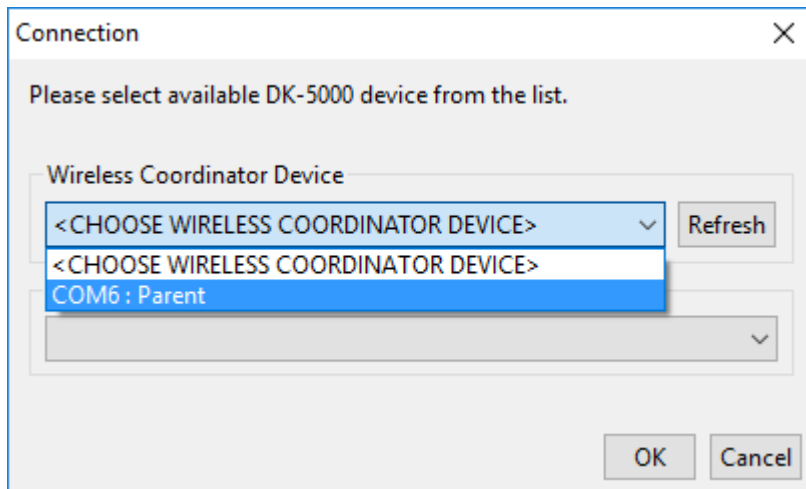 Connection
Please select available DK-5000 device from the list.
Wireless Coordinator Device
<CHOOSE WIRELESS COORDINATOR DEVICE>
Refresh
<CHOOSE WIRELESS COORDINATOR DEVICE>
COM6 : Parent
OK
Cancel